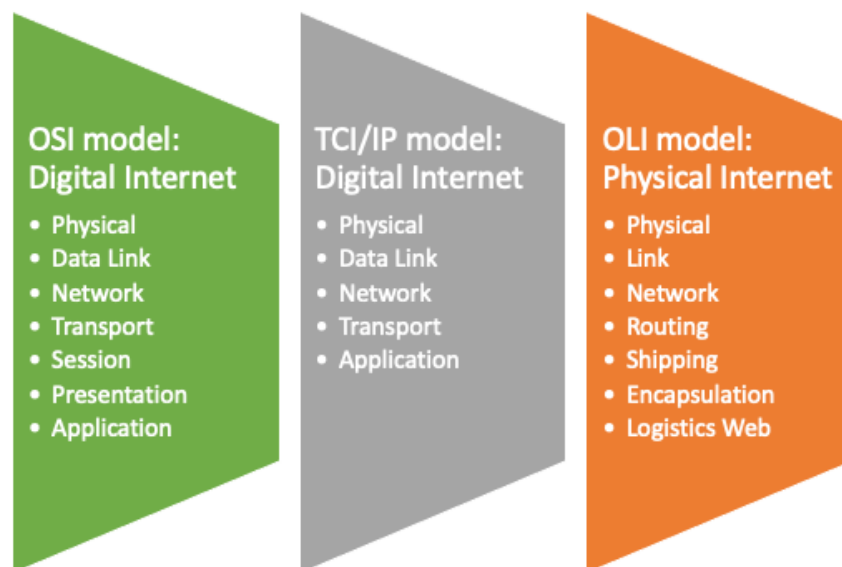 OSI model:
Digital Internet
• Physical
• Data Link
• Network
• Transport
• Session
• Presentation
• Application
TCI/IP model:
Digital Internet
• Physical
• Data Link
• Network
• Transport
• Application
OLI model:
Physical Internet
• Physical
• Link
• Network
• Routing
• Shipping
• Encapsulation
• Logistics Web